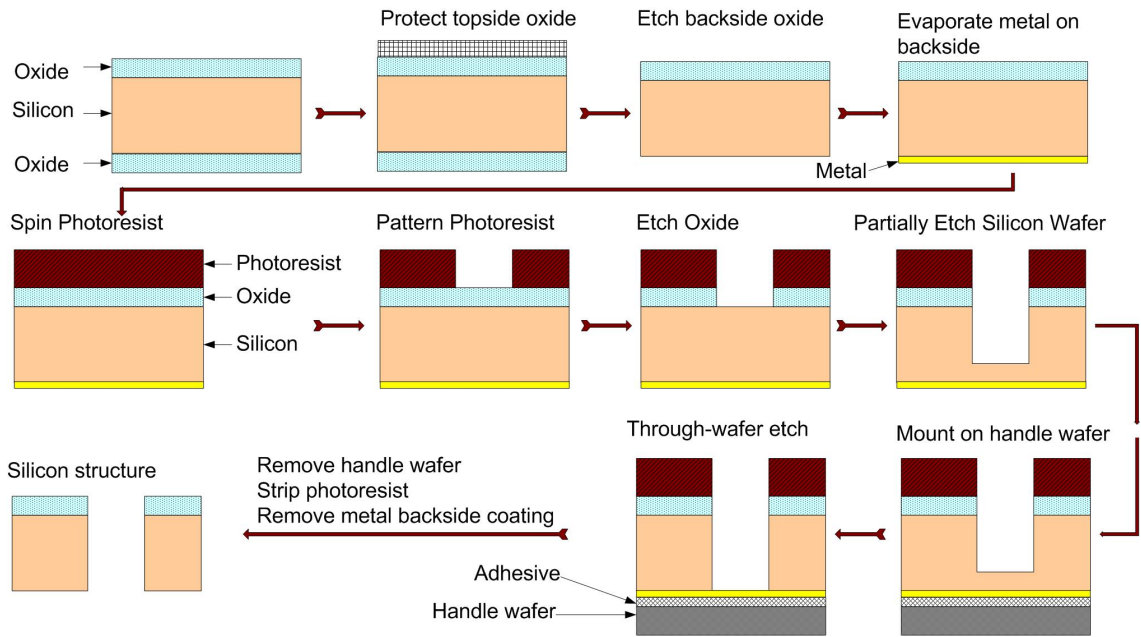 Protect topside oxide
Etch backside oxide
Evaporate metal on
backside
Oxide
Silicon
Oxide
Metal
Spin Photoresist
Pattern Photoresist
Etch Oxide
Partially Etch Silicon Wafer
Photoresist
Oxide
Silicon
Through-wafer etch
Mount on handle wafer
Silicon structure
Remove handle wafer
Strip photoresist
Remove metal backside coating
Adhesive
Handle wafer